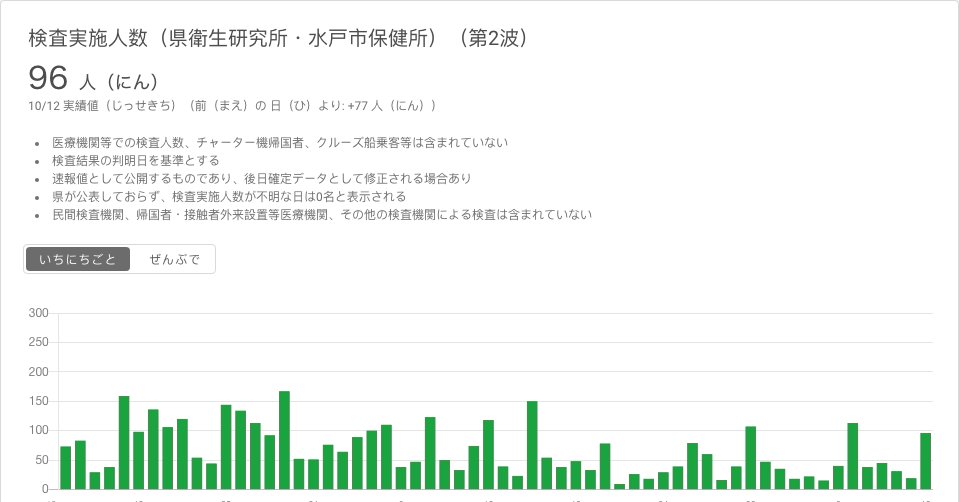 検査実施人数（県衛生研究所・水戸市保健所）（第2波）
96 人（にん）
10/12 実績値（じっせきち）（前（まえ）の 日（ひ）より: +77 人（にん））
• 医療機関等での検査人数、チャーター機帰国者、クルーズ船乗客等は含まれていない
• 検査結果の判明日を基準とする
• 速報値として公開するものであり、後日確定データとして修正される場合あり
• 県が公表しておらず、検査実施人数が不明な日は0名と表示される
• 民間検査機関、帰国者・接触者外来設置等医療機関、その他の検査機関による検査は含まれていない
いちにちごと ぜんぶで
300
250
200
150
100
50
0